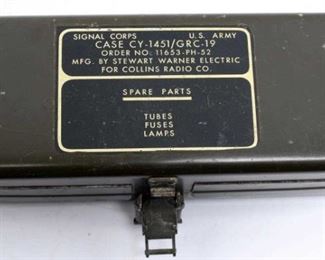 SIGNAL CORPS U.S. ARMY
CASE CY-1451/GRC-19
ORDER NO. 11653-PH-52
MFG. BY STEWART WARNER ELECTRIC
FOR COLLINS RADIO CO.
SPARE PARTS
TUBES
FUSES
LAMPS